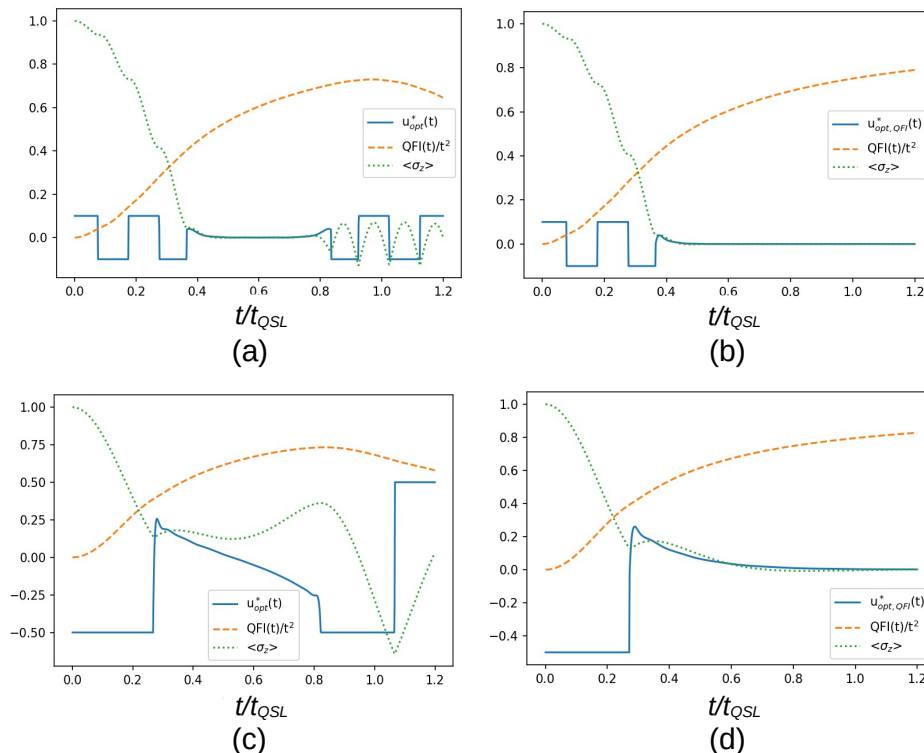 1.0
0.8
0.6
0.4
0.2
0.0
u*opt(t)
QFI(t)/t²
<σz>
0.0 0.2 0.4 0.6 0.8 1.0 1.2
t/tQSL
(a)
1.0
0.8
0.6
0.4
0.2
0.0
u*opt,QFI(t)
QFI(t)/t²
<σz>
0.0 0.2 0.4 0.6 0.8 1.0 1.2
t/tQSL
(b)
1.00
0.75
0.50
0.25
0.00
−0.25
−0.50
u*opt(t)
QFI(t)/t²
<σz>
0.0 0.2 0.4 0.6 0.8 1.0 1.2
t/tQSL
(c)
1.0
0.8
0.6
0.4
0.2
0.0
−0.2
−0.4
u*opt,QFI(t)
QFI(t)/t²
<σz>
0.0 0.2 0.4 0.6 0.8 1.0 1.2
t/tQSL
(d)